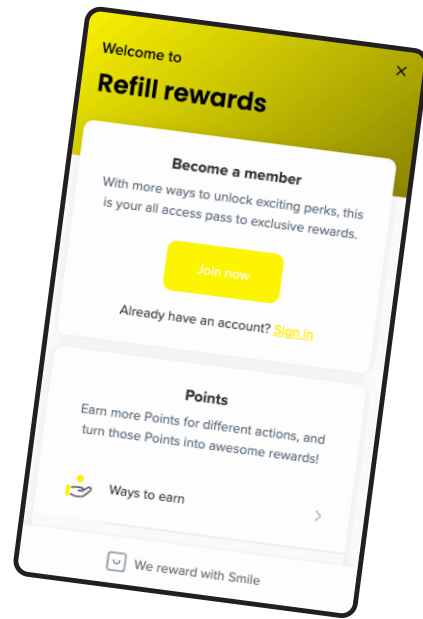 Welcome to
Refill rewards
Become a member
With more ways to unlock exciting perks, this
is your all access pass to exclusive rewards.
Join now
Already have an account? Sign in
Points
Earn more Points for different actions, and
turn those Points into awesome rewards!
Ways to earn
We reward with Smile